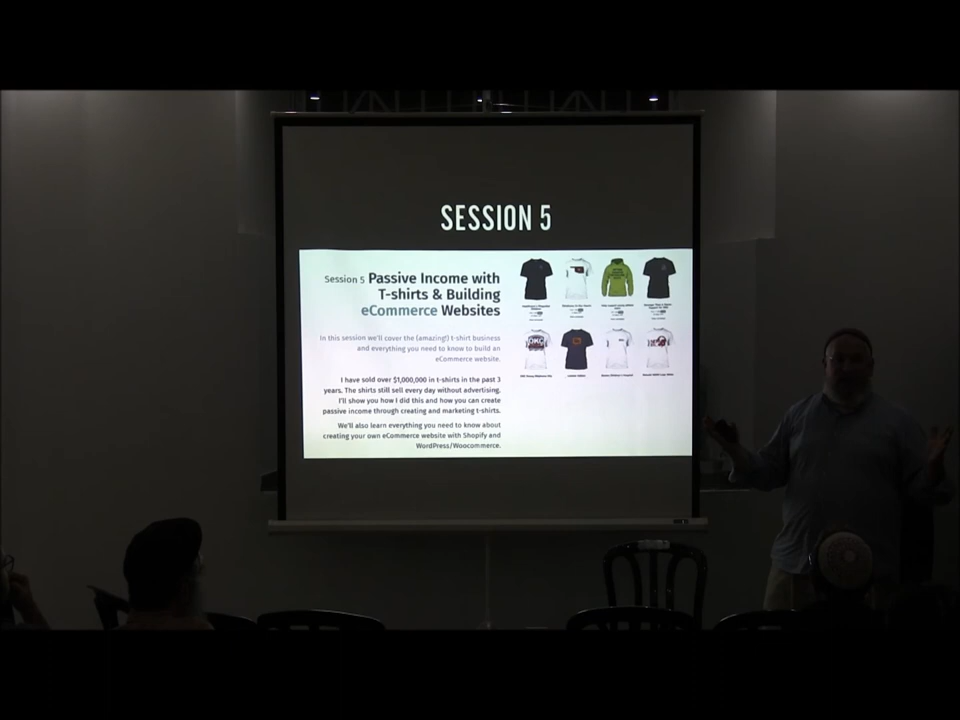 SESSION 5
Session 5 Passive Income with
T-shirts & Building
eCommerce Websites
In this session we'll cover the (amazing!) t-shirt business
and everything you need to know to build an
eCommerce website.
I have sold over $1,000,000 in t-shirts in the past 3
years. The shirts still sell every day without advertising.
I'll show you how I did this and how you can create
passive income through creating and marketing t-shirts.
We'll also learn everything you need to know about
creating your own eCommerce website with Shopify and
WordPress/Woocommerce.
OKC